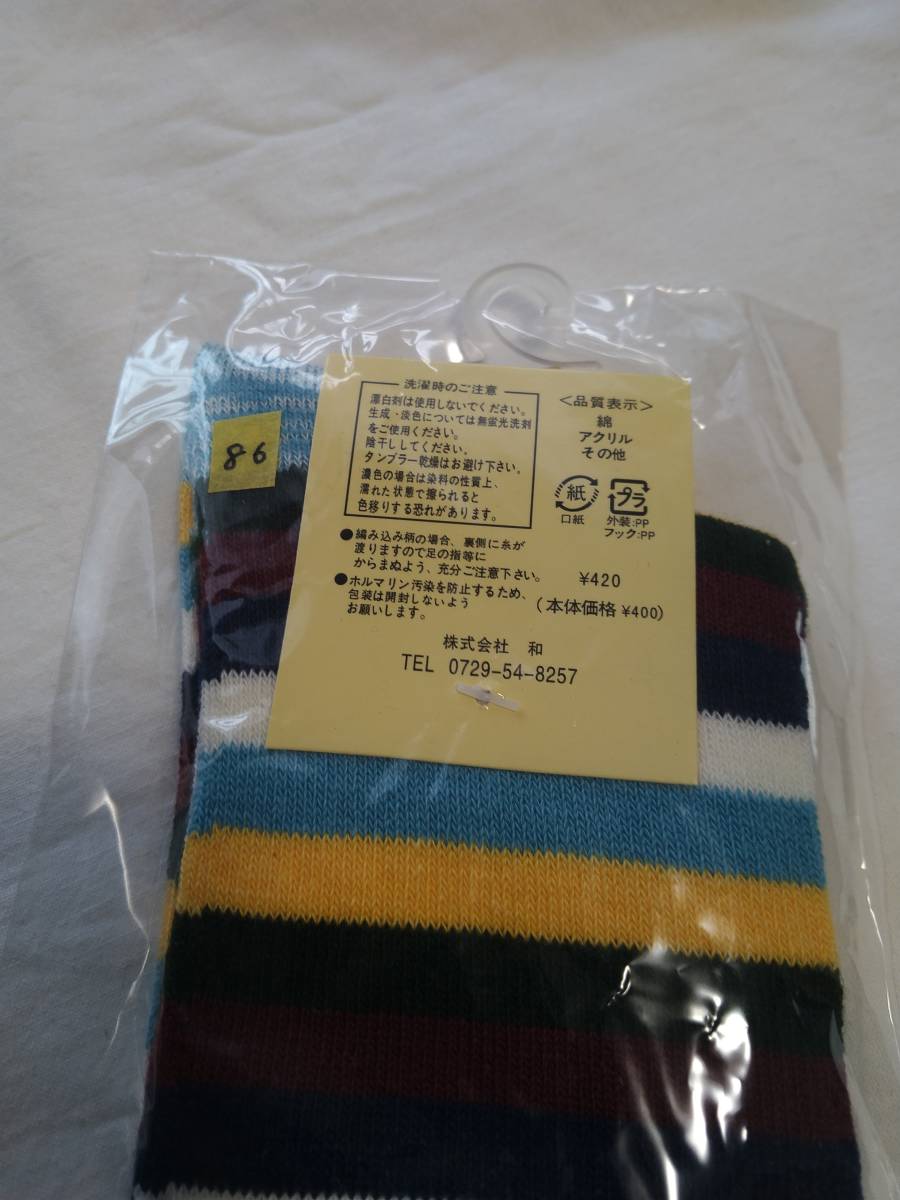 86
洗濯時のご注意
漂白剤は使用しないでください。
生成・淡色については無蛍光洗剤
をご使用ください。
陰干ししてください。
タンブラー乾燥はお避け下さい。
濃色の場合は染料の性質上、
濡れた状態で擦られると
色移りする恐れがあります。
●編み込み柄の場合、裏側に糸が
渡りますので足の指等に
からまぬよう、充分ご注意下さい。
●ホルマリン汚染を防止するため、
包装は開封しないよう
お願いします。
<品質表示>
綿
アクリル
その他
紙
口紙
プラ
外装:PP
フック:PP
¥420
(本体価格 ¥400)
株式会社 和
TEL 0729-54-8257